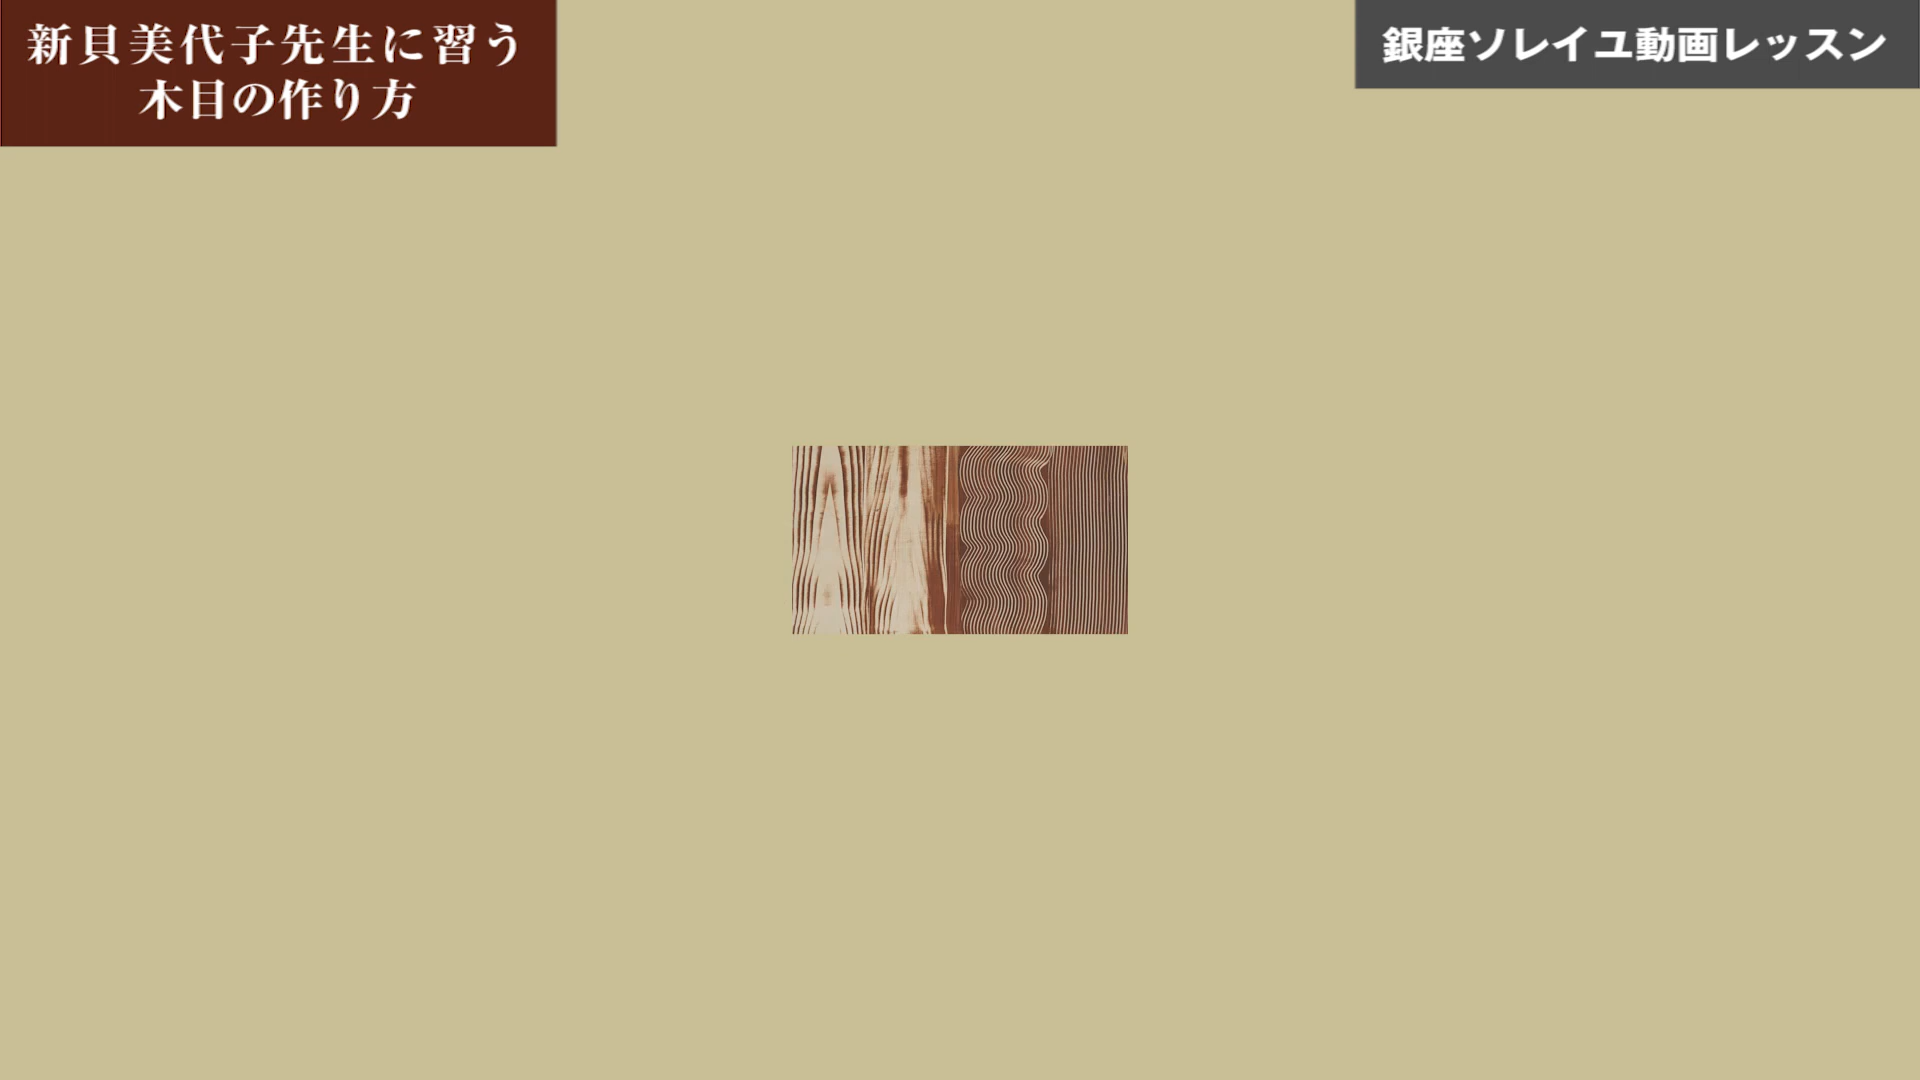 新貝美代子先生に習う
木目の作り方
銀座ソレイユ動画レッスン